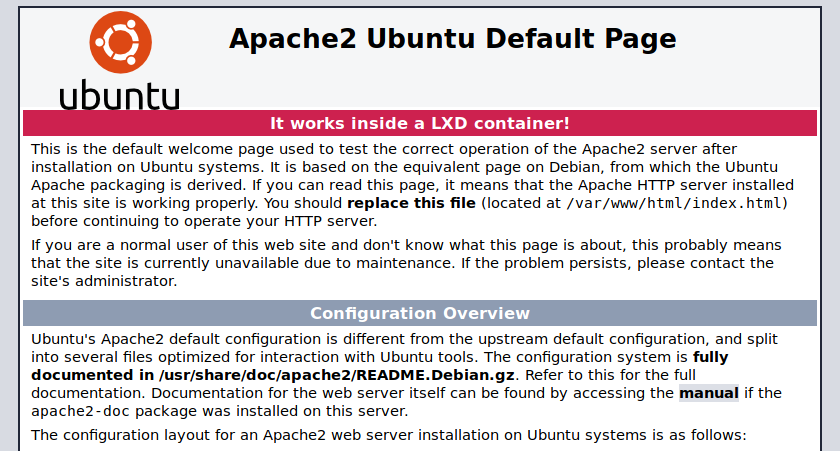 ubuntu
Apache2 Ubuntu Default Page
It works inside a LXD container!
This is the default welcome page used to test the correct operation of the Apache2 server after
installation on Ubuntu systems. It is based on the equivalent page on Debian, from which the Ubuntu
Apache packaging is derived. If you can read this page, it means that the Apache HTTP server installed
at this site is working properly. You should replace this file (located at /var/www/html/index.html)
before continuing to operate your HTTP server.
If you are a normal user of this web site and don't know what this page is about, this probably means
that the site is currently unavailable due to maintenance. If the problem persists, please contact the
site's administrator.
Configuration Overview
Ubuntu's Apache2 default configuration is different from the upstream default configuration, and split
into several files optimized for interaction with Ubuntu tools. The configuration system is fully
documented in /usr/share/doc/apache2/README.Debian.gz. Refer to this for the full
documentation. Documentation for the web server itself can be found by accessing the manual if the
apache2-doc package was installed on this server.
The configuration layout for an Apache2 web server installation on Ubuntu systems is as follows: